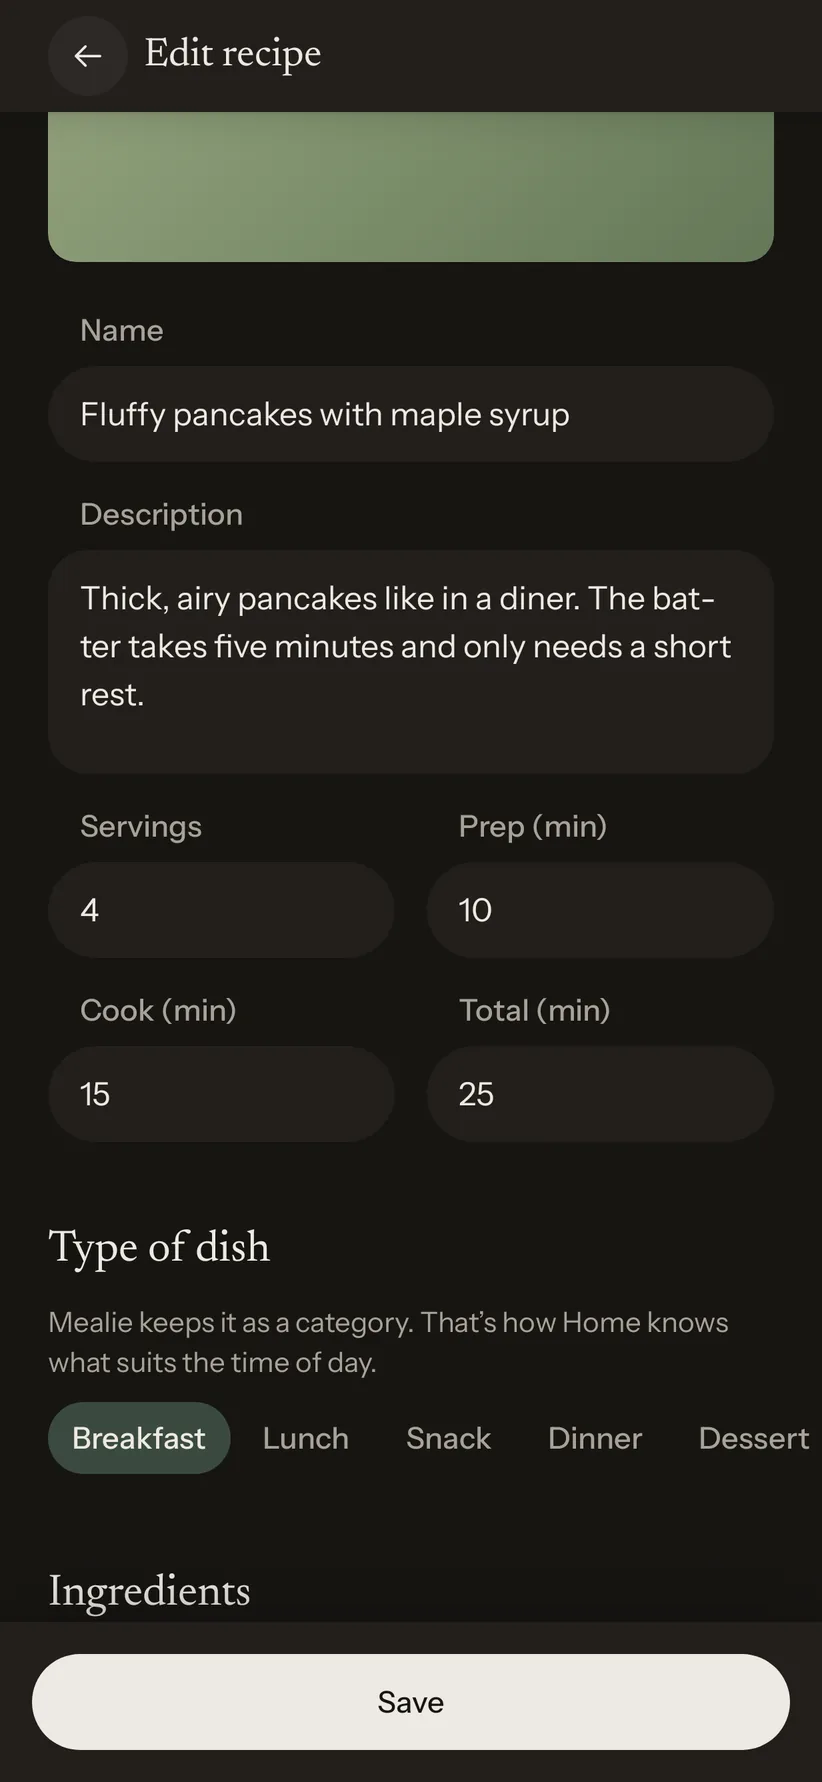 Edit recipe
Name
Fluffy pancakes with maple syrup
Description
Thick, airy pancakes like in a diner. The bat-
ter takes five minutes and only needs a short
rest.
Servings
Prep (min)
4
10
Cook (min)
Total (min)
15
25
Type of dish
Mealie keeps it as a category. That’s how Home knows
what suits the time of day.
Breakfast Lunch Snack Dinner Dessert
Ingredients
Save